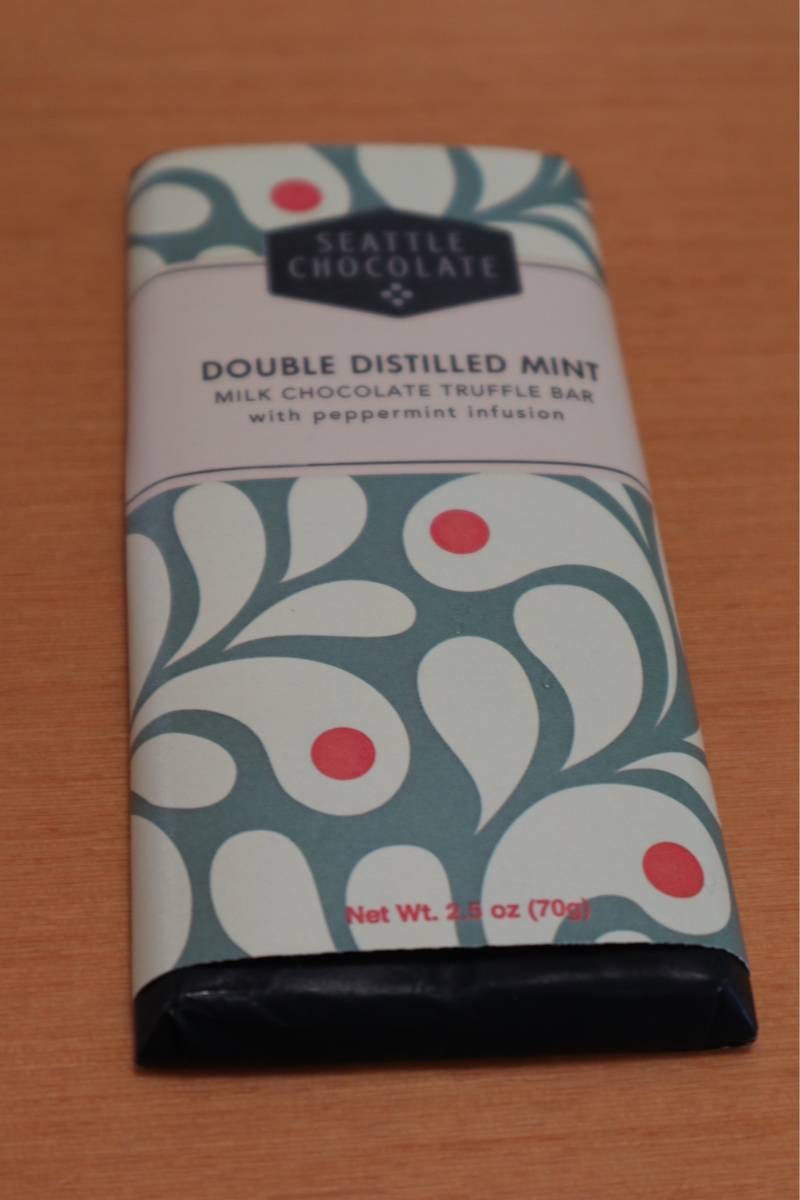 SEATTLE
CHOCOLATE
DOUBLE DISTILLED MINT
MILK CHOCOLATE TRUFFLE BAR
with peppermint infusion
Net Wt. 2.5 oz (70g)